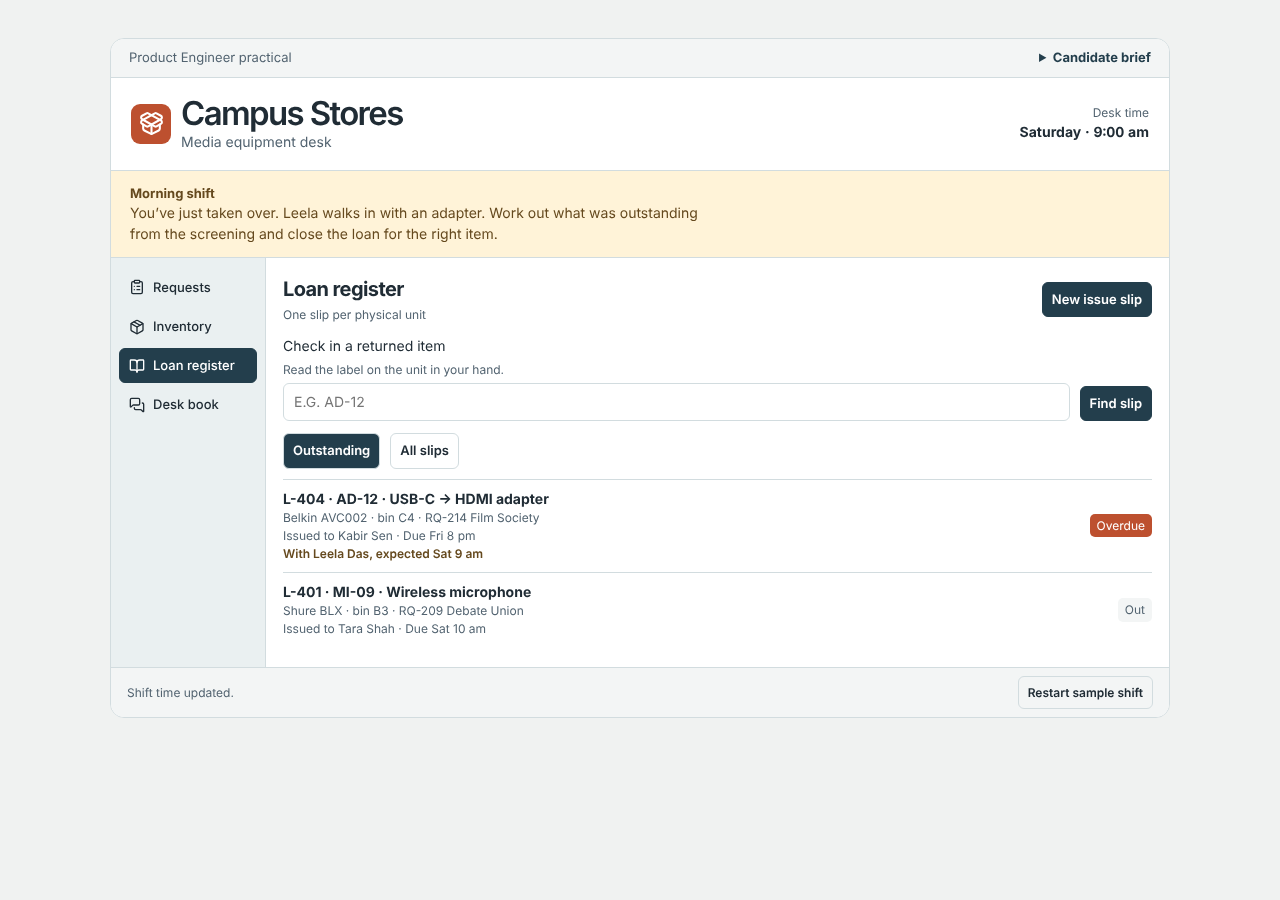 Product Engineer practical
Candidate brief
Campus Stores
Media equipment desk
Desk time
Saturday · 9:00 am
Morning shift
You’ve just taken over. Leela walks in with an adapter. Work out what was outstanding
from the screening and close the loan for the right item.
Requests
Inventory
Loan register
Desk book
Loan register
One slip per physical unit
New issue slip
Check in a returned item
Read the label on the unit in your hand.
E.G. AD-12
Find slip
Outstanding
All slips
L-404 · AD-12 · USB-C → HDMI adapter
Belkin AVC002 · bin C4 · RQ-214 Film Society
Issued to Kabir Sen · Due Fri 8 pm
With Leela Das, expected Sat 9 am
Overdue
L-401 · MI-09 · Wireless microphone
Shure BLX · bin B3 · RQ-209 Debate Union
Issued to Tara Shah · Due Sat 10 am
Out
Shift time updated.
Restart sample shift